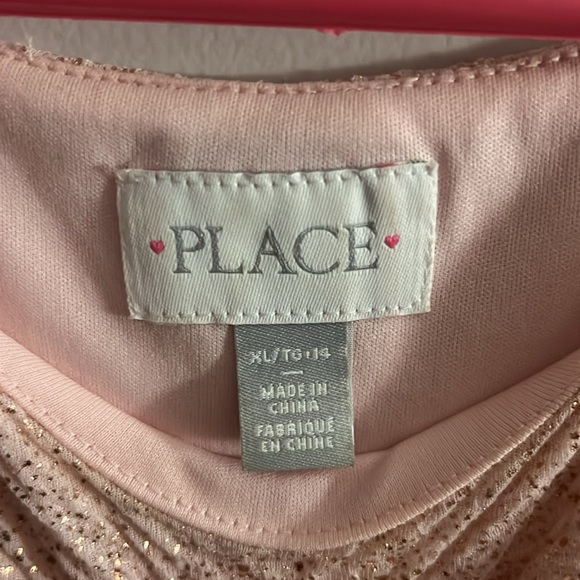 PLACE
XL/TG•14
MADE IN
CHINA
FABRIQUÉ
EN CHINE